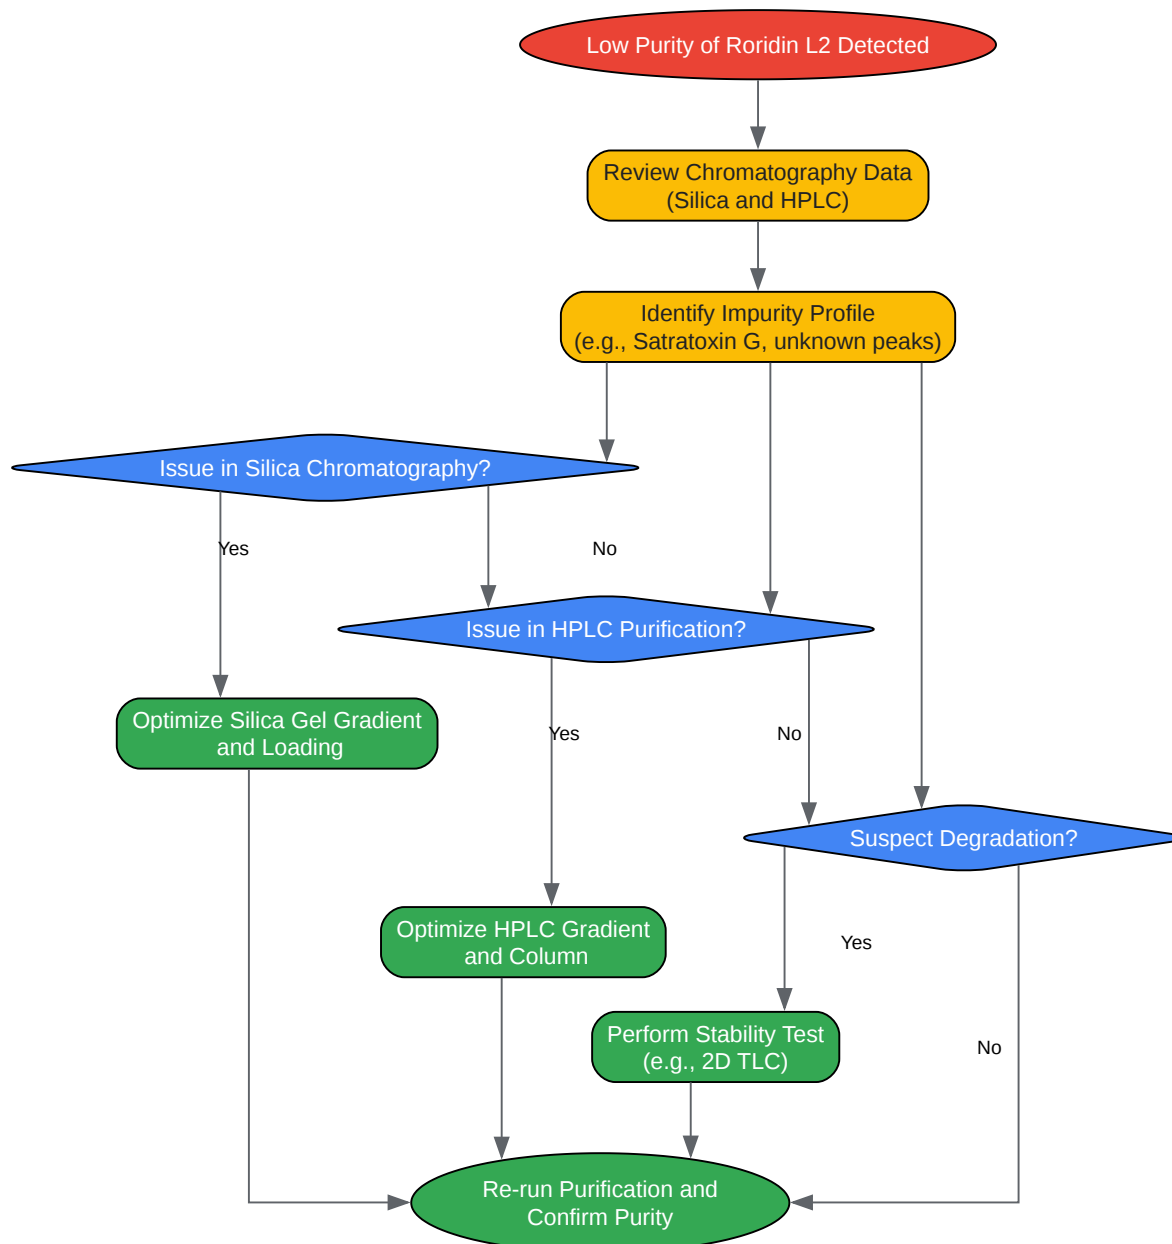 Low Purity of Roridin L2 Detected
Review Chromatography Data
(Silica and HPLC)
Identify Impurity Profile
(e.g., Satratoxin G, unknown peaks)
Issue in Silica Chromatography?
Yes
No
Issue in HPLC Purification?
Optimize Silica Gel Gradient
and Loading
Yes
No
Suspect Degradation?
Optimize HPLC Gradient
and Column
Yes
Perform Stability Test
(e.g., 2D TLC)
No
Re-run Purification and
Confirm Purity